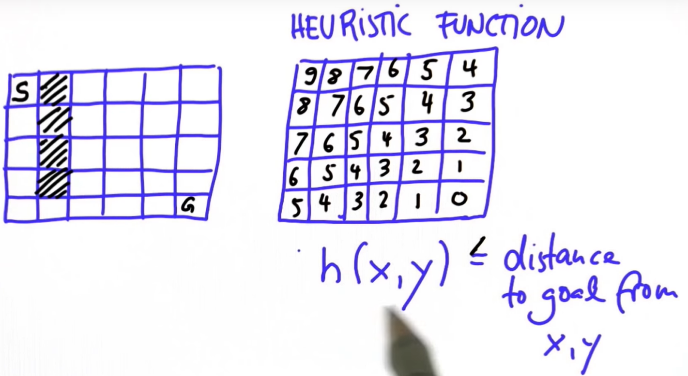 HEURISTIC FUNCTION
S
G
9 8 7 6 5 4
8 7 6 5 4 3
7 6 5 4 3 2
6 5 4 3 2 1
5 4 3 2 1 0
h(x,y) ≤ distance
to goal from
x,y